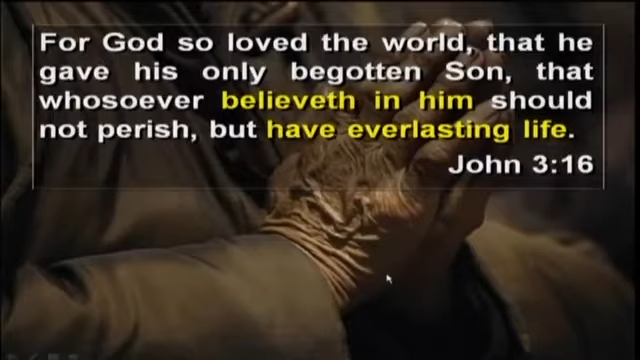 For God so loved the world, that he
gave his only begotten Son, that
whosoever believeth in him should
not perish, but have everlasting life.
John 3:16